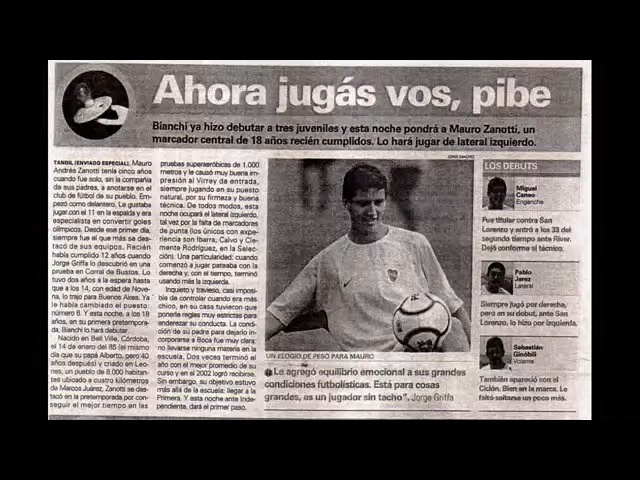 Ahora jugás vos, pibe
Bianchi ya hizo debutar a tres juveniles y esta noche pondrá a Mauro Zanotti, un
marcador central de 18 años recién cumplidos. Lo hará jugar de lateral izquierdo.
TANDIL (ENVIADO ESPECIAL). Mauro
Andrés Zanotti tenía cinco años
cuando fue solo, sin la compañía
de sus padres, a anotarse en el
club de fútbol de su pueblo. Em-
pezó como delantero. Le gustaba
jugar con el 11 en la espalda y era
especialista en convertir goles
olímpicos. Desde ese primer día,
siempre fue el que más se desta-
có de sus equipos. Recién
había cumplido 12 años cuando
Jorge Griffa lo descubrió en una
prueba en Corral de Bustos. Lo
tuvo dos años a la espera hasta
que a los 14, con edad de Nove-
na, lo trajo para Buenos Aires. Ya
le había cambiado el puesto:
número 6. Y esta noche, a los 18
años, en su primera pretemporada,
Bianchi lo hará debutar.
Nacido en Bell Ville, Córdoba,
el 14 de enero del 85 (el mismo
día que su papá Alberto, pero 40
años después) y criado en Leo-
nes, un pueblo de 8.000 habitan-
tes ubicado a cuatro kilómetros
de Marcos Juárez, Zanotti se des-
tacó en la pretemporada por con-
seguir el mejor tiempo en las
pruebas superaeróbicas de 1.000
metros y le causó muy buena im-
presión al Virrey de entrada,
siempre jugando en su puesto
natural, por su firmeza y buena
técnica. De todos modos, esta
noche ocupará el lateral izquierdo,
tal vez por la falta de marcadores
de punta (los únicos con expe-
riencia son Ibarra, Calvo y Cle-
mente Rodríguez, en la Selec-
ción). Una particularidad: cuando
comenzó a jugar pateaba con la
derecha y, con el tiempo, terminó
usando más la izquierda.
Inquieto y travieso, casi imposi-
ble de controlar cuando era más
chico, en su casa tuvieron que
ponerle reglas muy estrictas para
enderezar su conducta. La condi-
ción de su padre para dejarlo in-
corporarse a Boca fue muy clara:
no llevarse ninguna materia en la
escuela. Dos veces terminó el
año con el mejor promedio de su
curso y en el 2002 logro recibirse.
Sin embargo, su objetivo estuvo
más allá de la escuela: llegar a la
Primera. Y esta noche ante Inde-
pendiente, dará el primer paso.
UN ELOGIO DE PESO PARA MAURO
Le agregó equilibrio emocional a sus grandes
condiciones futbolísticas. Está para cosas
grandes, es un jugador sin tacho". Jorge Griffa
LOS DEBUTS
Miguel
Caneo
Enganche
Fue titular contra San
Lorenzo y entró a los 33 del
segundo tiempo ante River.
Dejó conforme al técnico.
Pablo
Jerez
Lateral
Siempre jugó por derecha,
pero en su debut, ante San
Lorenzo, lo hizo por izquierda.
Sebastián
Ginóbili
Volante
También apareció con el
Ciclón. Bien en la marca. Le
faltó soltarse un poco más.